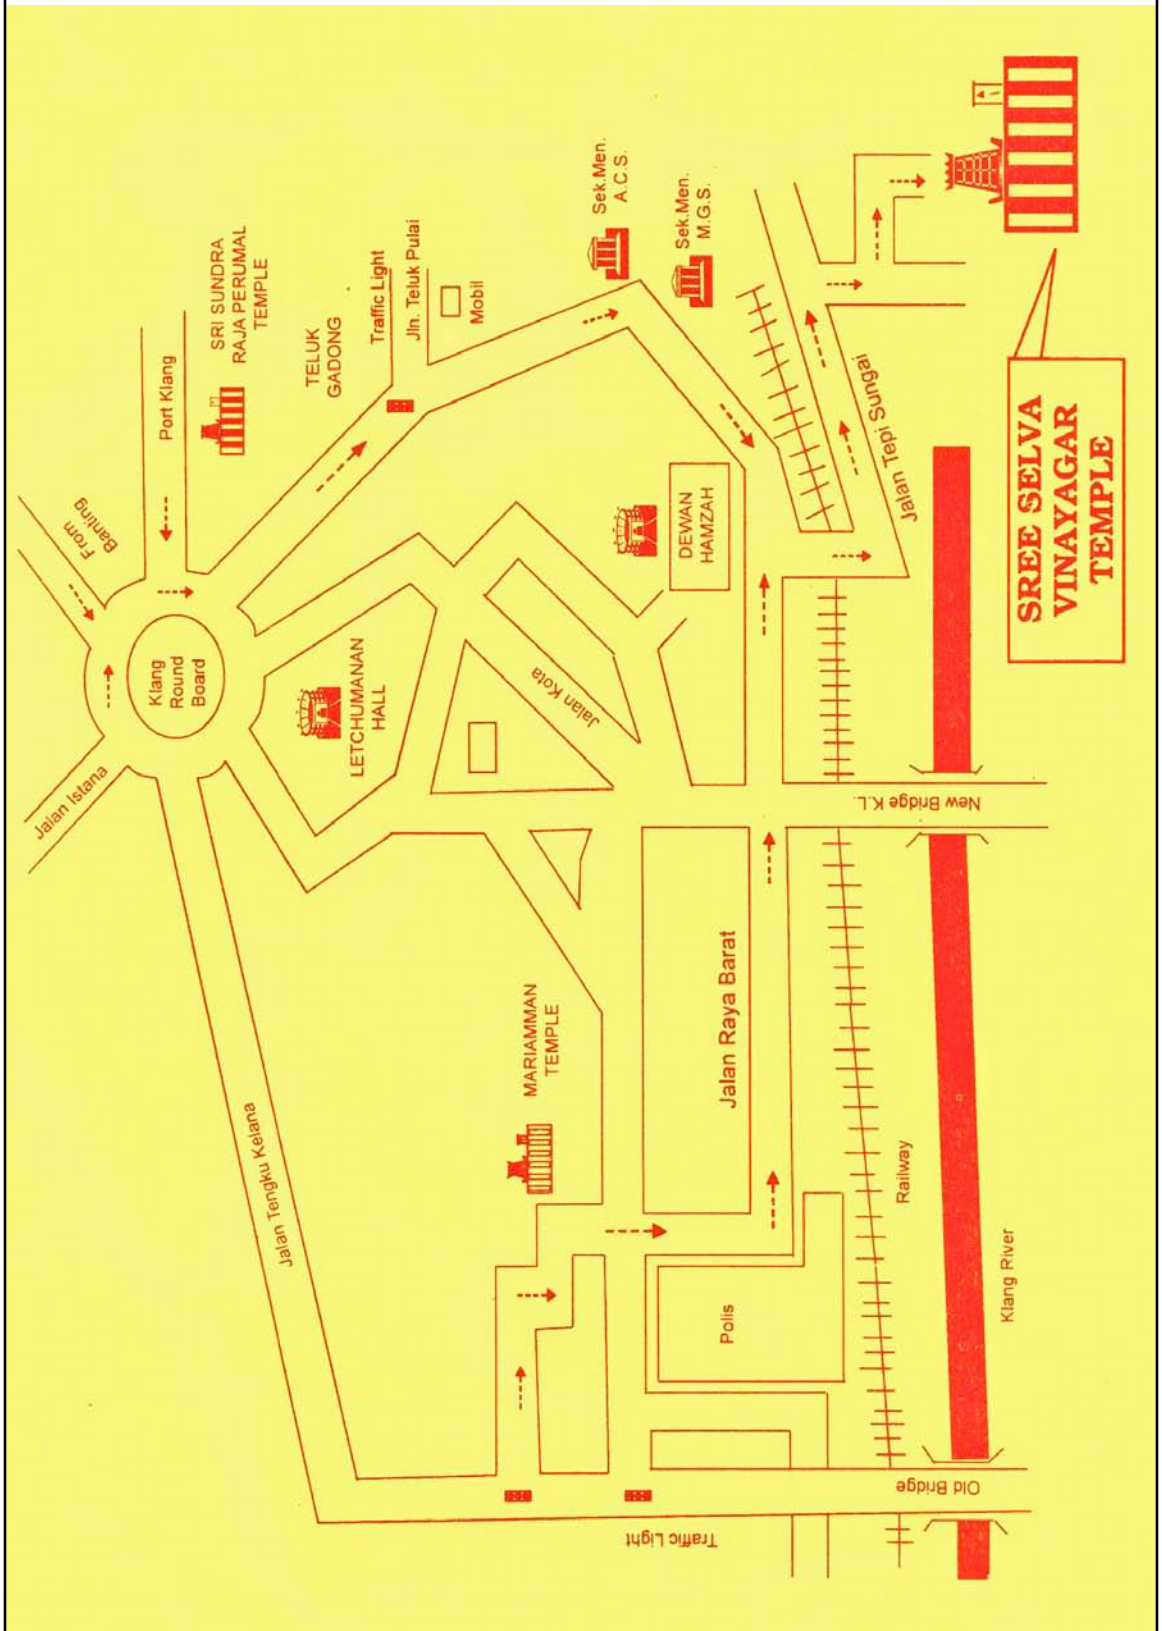 Jalan Istana
From
Banting
Port Klang
Klang
Round
Board
SRI SUNDRA
RAJA PERUMAL
TEMPLE
TELUK
GADONG
Traffic Light
Jln. Teluk Pulai
Mobil
Sek.Men.
A.C.S.
Sek.Men.
M.G.S.
LETCHUMANAN
HALL
Jalan Kota
DEWAN
HAMZAH
Jalan Tepi Sungai
SREE SELVA
VINAYAGAR
TEMPLE
Jalan Tengku Kelana
MARIAMMAN
TEMPLE
Jalan Raya Barat
New Bridge K.L.
Polis
Railway
Klang River
Traffic Light
Old Bridge